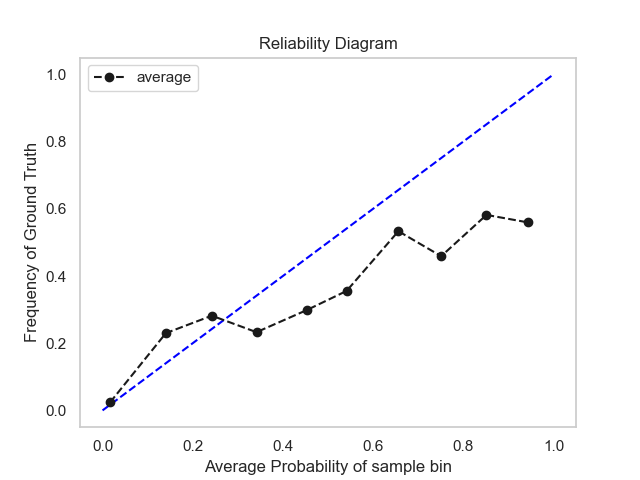 Reliability Diagram
average
1.0
0.8
0.6
0.4
0.2
0.0
Frequency of Ground Truth
0.0 0.2 0.4 0.6 0.8 1.0
Average Probability of sample bin